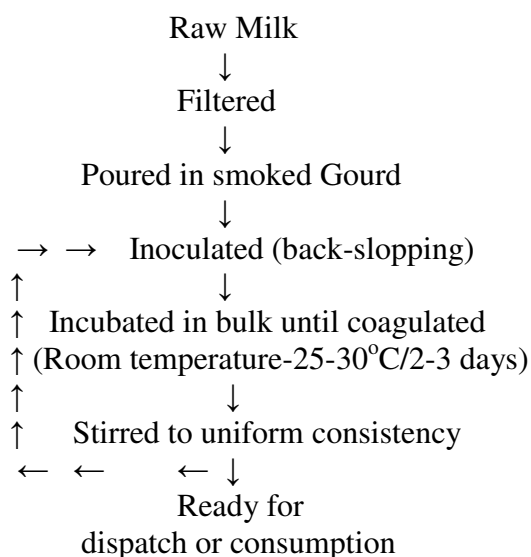 Raw Milk
↓
Filtered
↓
Poured in smoked Gourd
↓
→ → Inoculated (back-slopping)
↑ ↓
↑ Incubated in bulk until coagulated
↑ (Room temperature-25-30°C/2-3 days)
↑ ↓
↑ Stirred to uniform consistency
← ← ← ↓
Ready for
dispatch or consumption